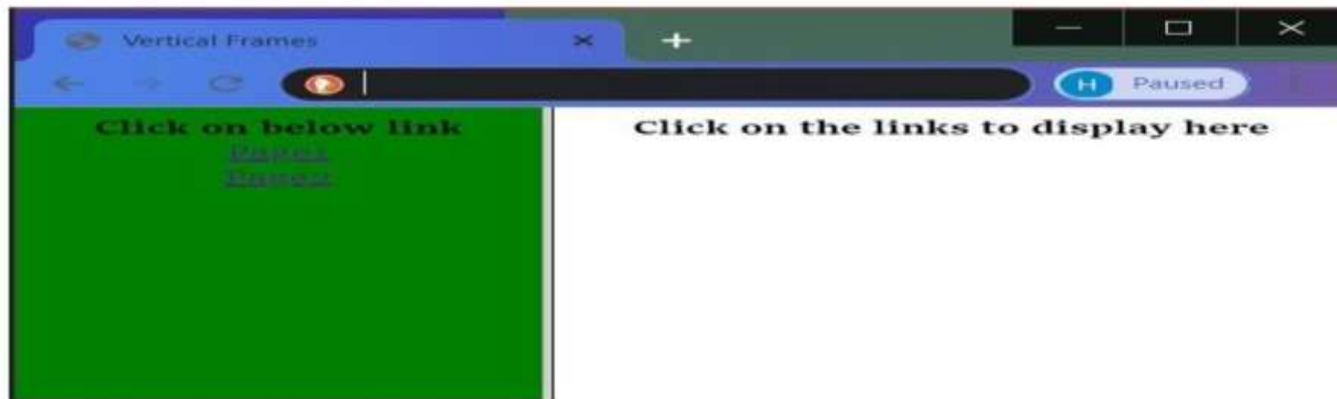 Vertical Frames
H Paused
Click on below link
Page1
Page2
Click on the links to display here